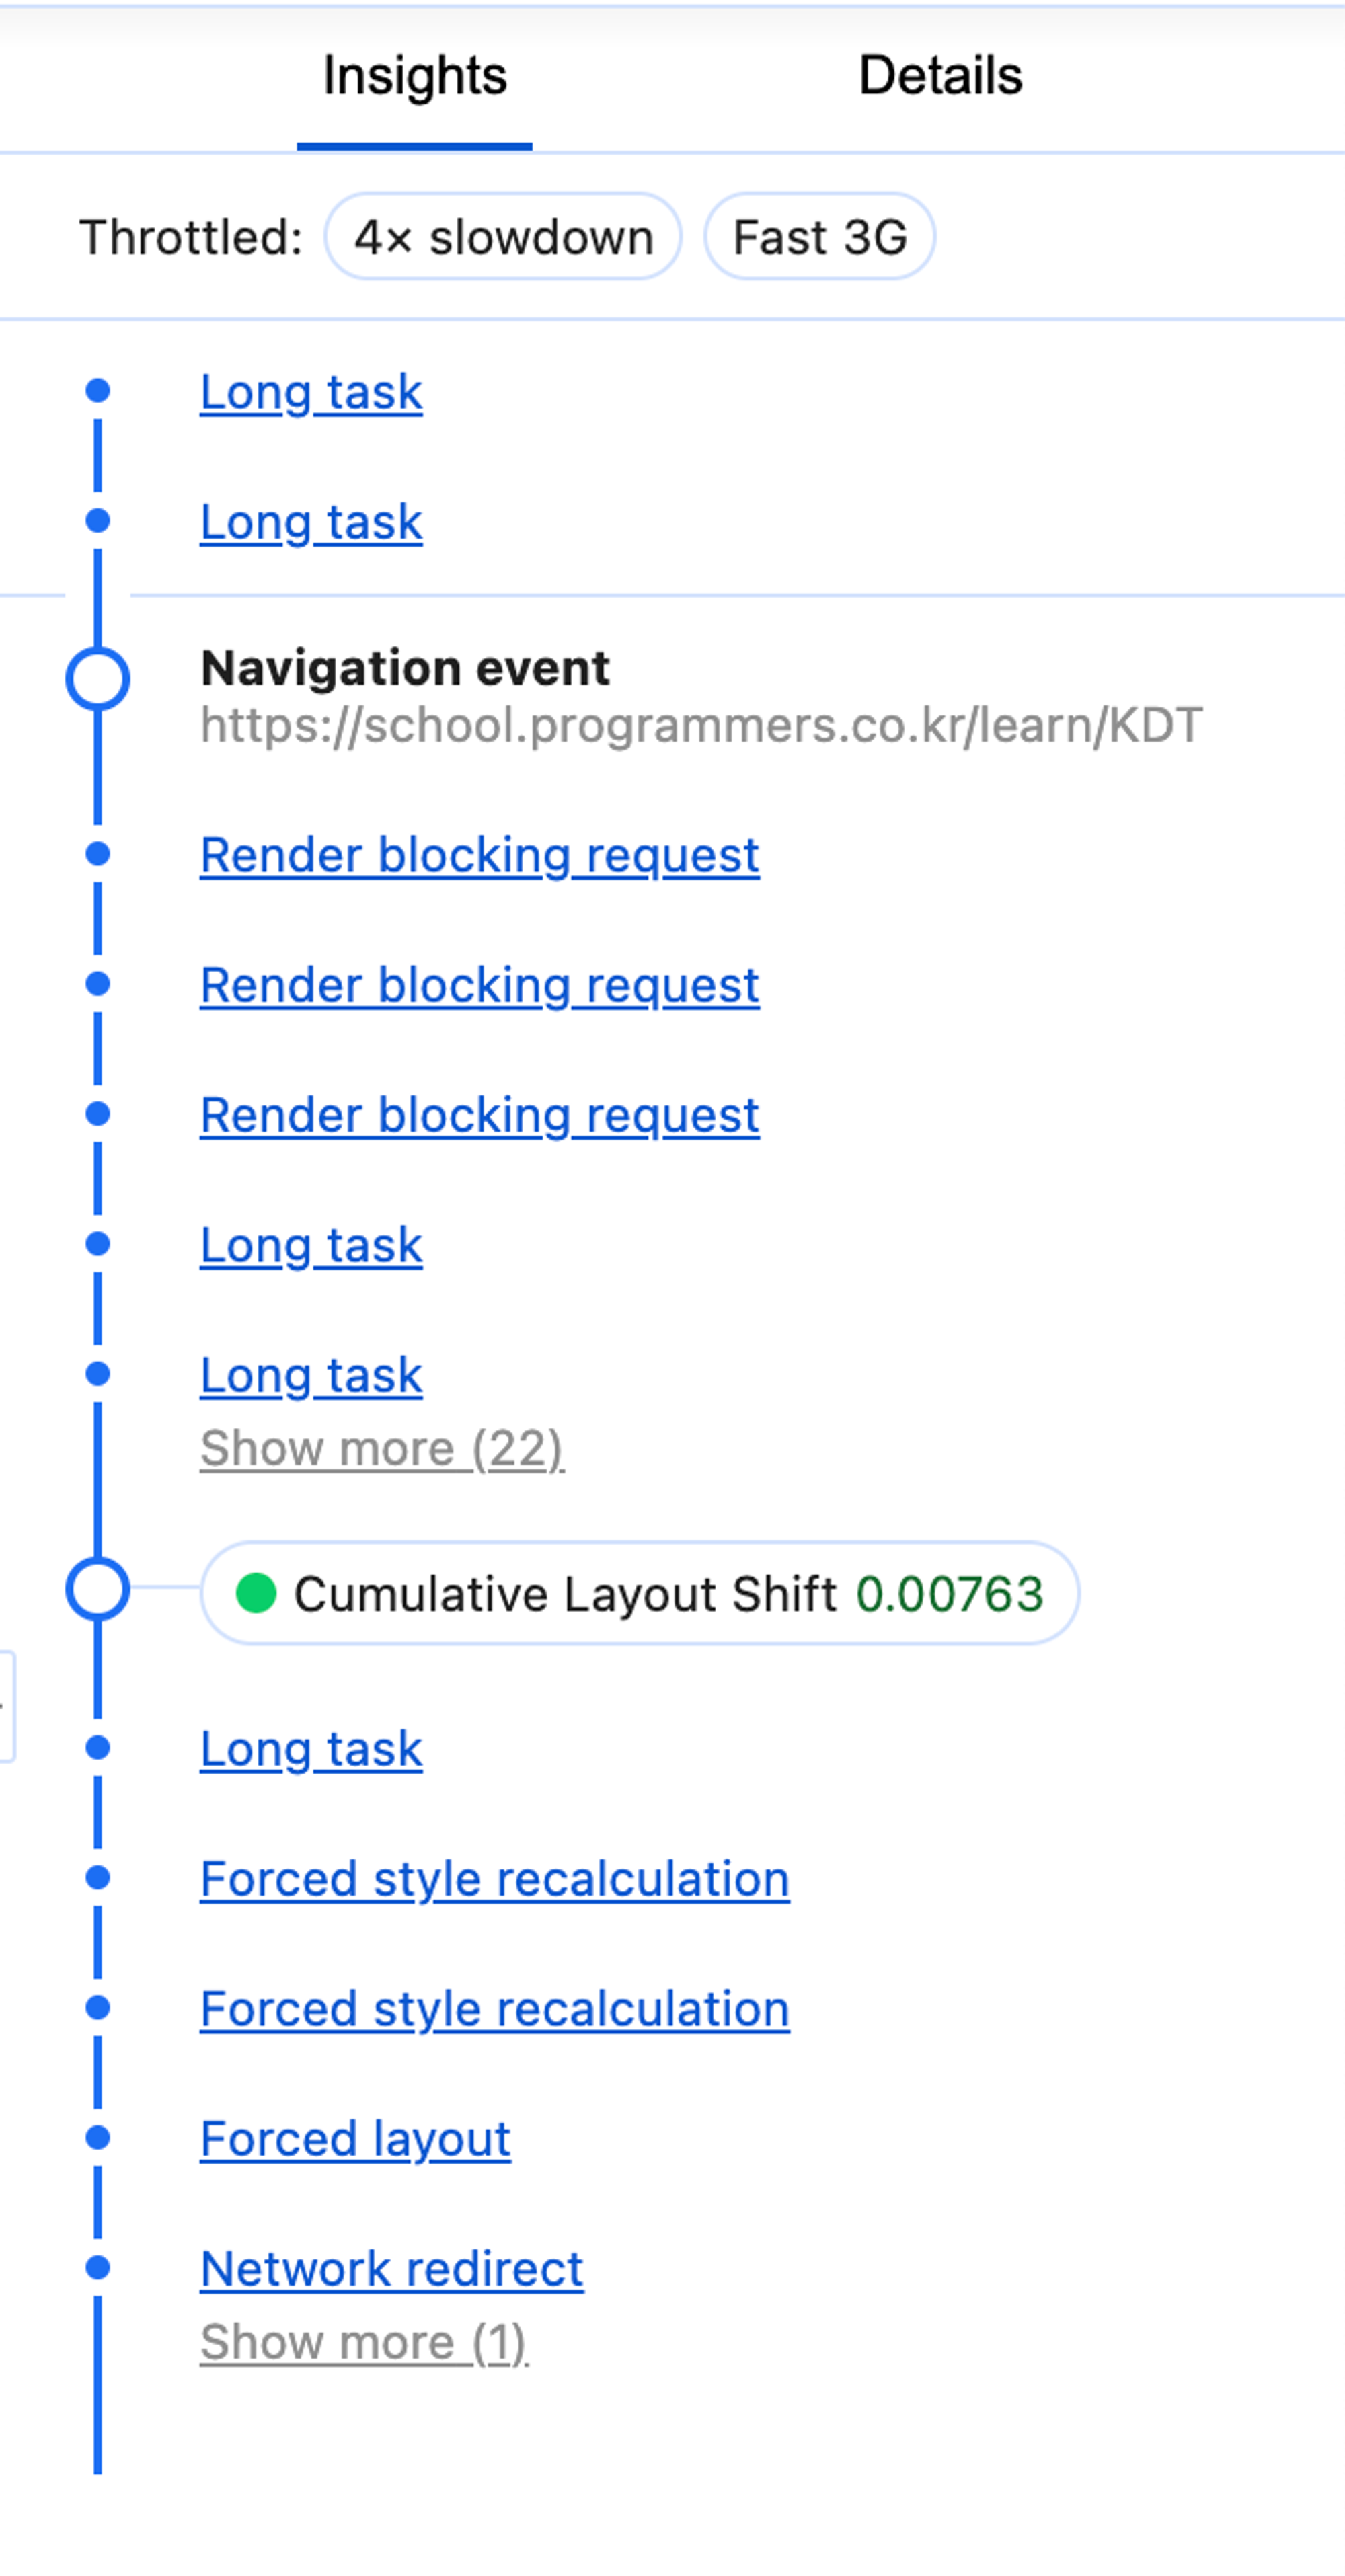 Insights Details
Throttled: 4× slowdown Fast 3G
Long task
Long task
Navigation event
https://school.programmers.co.kr/learn/KDT
Render blocking request
Render blocking request
Render blocking request
Long task
Long task
Show more (22)
Cumulative Layout Shift 0.00763
Long task
Forced style recalculation
Forced style recalculation
Forced layout
Network redirect
Show more (1)